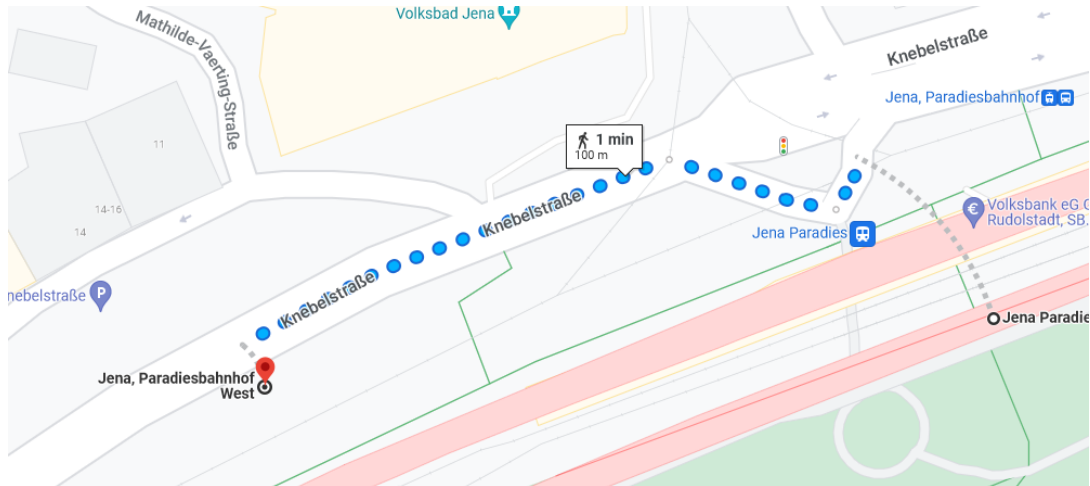 Volksbad Jena
Mathilde-Vaerting-Straße
Knebelstraße
Jena, Paradiesbahnhof
1 min
100 m
11
14-16
14
Knebelstraße
Knebelstraße
Volksbank eG G
Rudolstadt, SB.
Jena Paradies
nebelstraße
P
Jena Paradie
Jena, Paradiesbahnhof
West